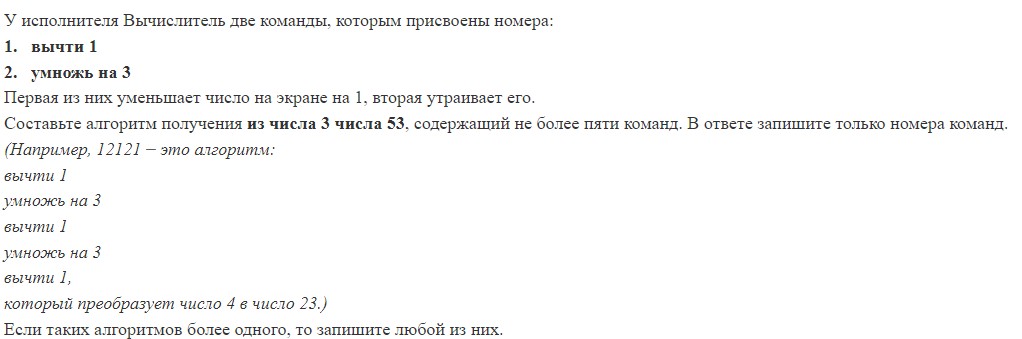 У исполнителя Вычислитель две команды, которым присвоены номера:
1. вычти 1
2. умножь на 3
Первая из них уменьшает число на экране на 1, вторая утраивает его.
Составьте алгоритм получения из числа 3 числа 53, содержащий не более пяти команд. В ответе запишите только номера команд.
(Например, 12121 – это алгоритм:
вычти 1
умножь на 3
вычти 1
умножь на 3
вычти 1,
который преобразует число 4 в число 23.)
Если таких алгоритмов более одного, то запишите любой из них.